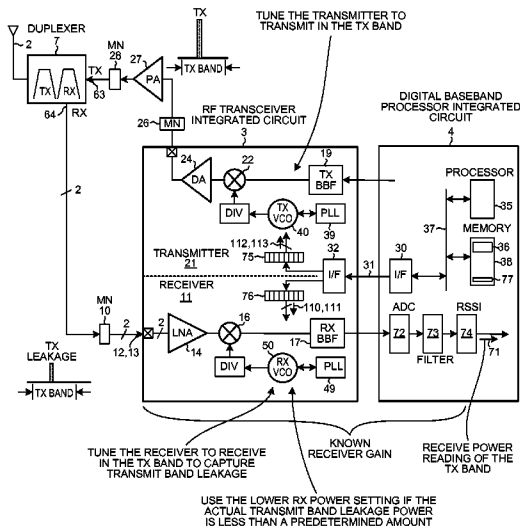 TX
TUNE THE TRANSMITTER TO
TRANSMIT IN THE TX BAND
DUPLEXER
7
2
TX RX
TX
63
64
RX
MN
28
27
PA
TX BAND
26
MN
RF TRANSCEIVER
INTEGRATED CIRCUIT
3
DIGITAL BASEBAND
PROCESSOR INTEGRATED
CIRCUIT
4
24
DA
22
19
TX
BBF
DIV
TX
VCO
40
PLL
39
112,113
75
TRANSMITTER
21
RECEIVER
11
76
110,111
32
I/F
31
30
I/F
37
PROCESSOR
35
MEMORY
36
38
77
2
MN
10
2
12,13
2
LNA
14
16
17
RX
BBF
DIV
50
RX
VCO
PLL
49
ADC
72
73
FILTER
RSSI
74
71
TX
LEAKAGE
TX BAND
KNOWN
RECEIVER GAIN
RECEIVE POWER
READING OF THE
TX BAND
TUNE THE RECEIVER TO RECEIVE
IN THE TX BAND TO CAPTURE
TRANSMIT BAND LEAKAGE
USE THE LOWER RX POWER SETTING IF THE
ACTUAL TRANSMIT BAND LEAKAGE POWER
IS LESS THAN A PREDETERMINED AMOUNT